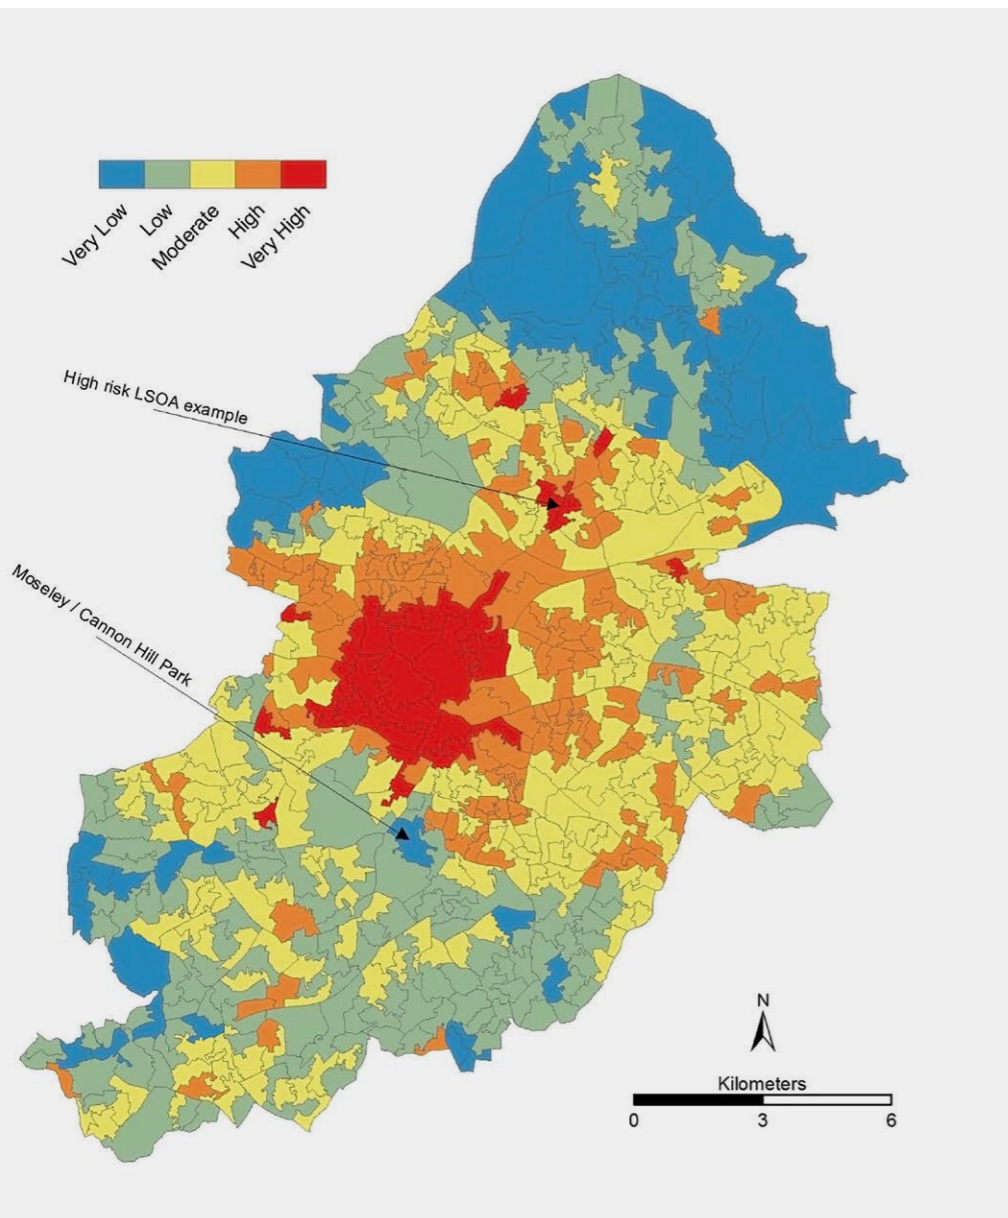 Very Low
Low
Moderate
High
Very High
High risk LSOA example
Moseley / Cannon Hill Park
N
Kilometers
0 3 6